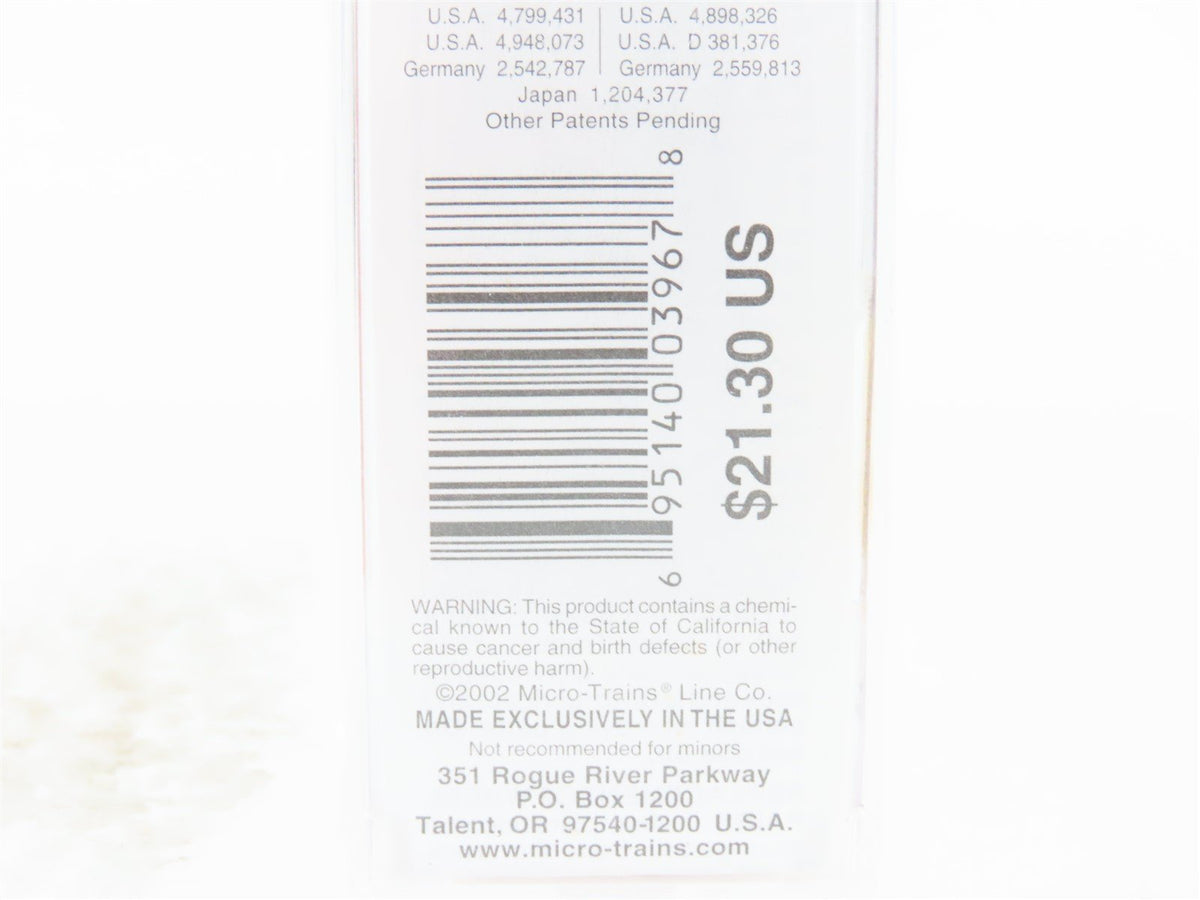 U.S.A. 4,799,431 | U.S.A. 4,898,326
U.S.A. 4,948,073 | U.S.A. D 381,376
Germany 2,542,787 | Germany 2,559,813
Japan 1,204,377
Other Patents Pending
6 95140 03967 8
$21.30 US
WARNING: This product contains a chemi-
cal known to the State of California to
cause cancer and birth defects (or other
reproductive harm).
©2002 Micro-Trains® Line Co.
MADE EXCLUSIVELY IN THE USA
Not recommended for minors
351 Rogue River Parkway
P.O. Box 1200
Talent, OR 97540-1200 U.S.A.
www.micro-trains.com